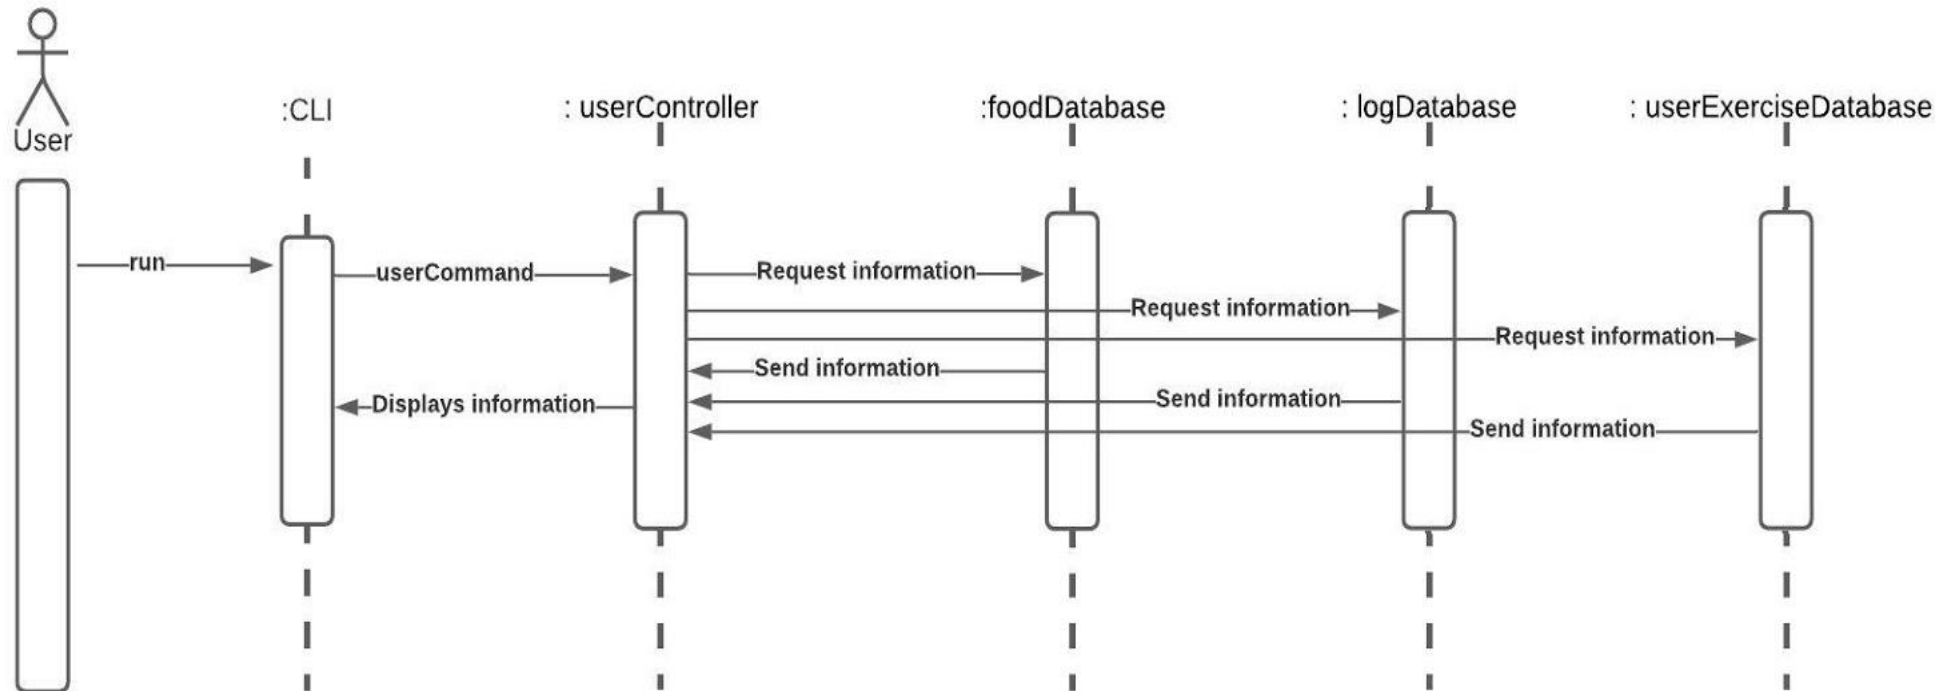 User
:CLI
: userController
:foodDatabase
: logDatabase
: userExerciseDatabase
run
userCommand
Request information
Request information
Request information
Send information
Displays information
Send information
Send information